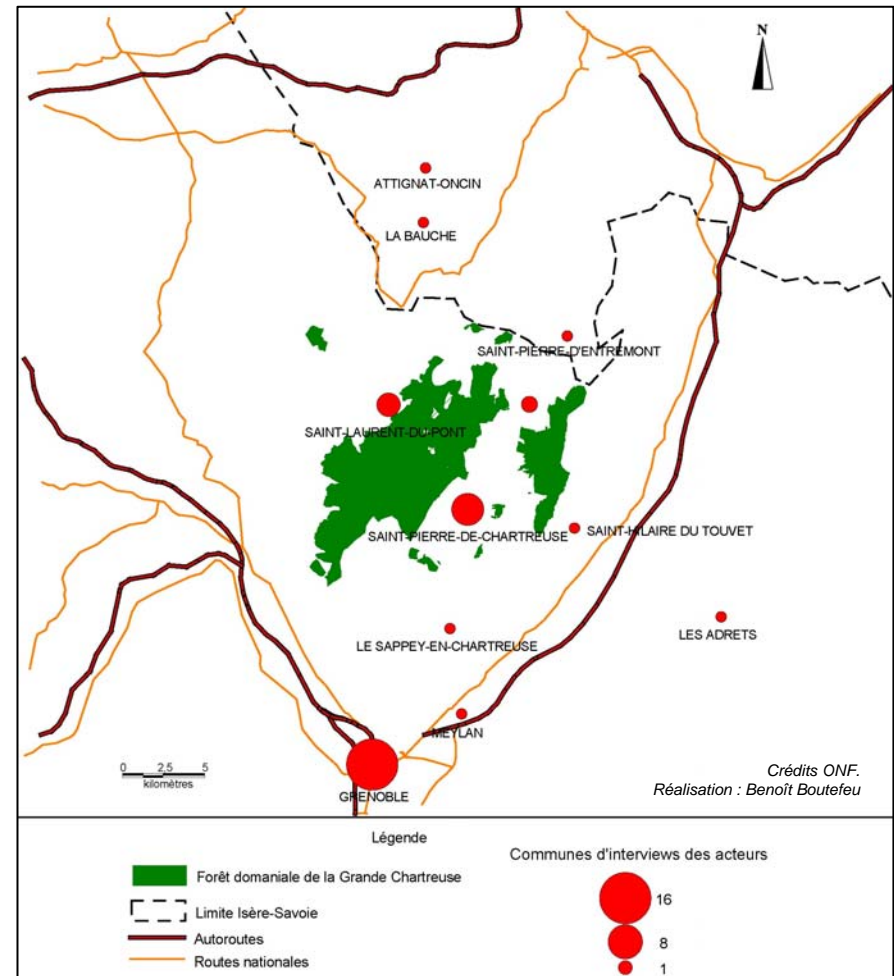 N
ATTIGNAT-ONCIN
LA BAUCHE
SAINT-PIERRE-D'ENTREMONT
SAINT-LAURENT-DU-PONT
SAINT-PIERRE-DE-CHARTREUSE
SAINT-HILAIRE DU TOUVET
LE SAPPEY-EN-CHARTREUSE
LES ADRETS
MEYLAN
GRENOBLE
0 2,5 5
kilomètres
Crédits ONF.
Réalisation : Benoît Boutefeu
Légende
Forêt domaniale de la Grande Chartreuse
Limite Isère-Savoie
Autoroutes
Routes nationales
Communes d'interviews des acteurs
16
8
1